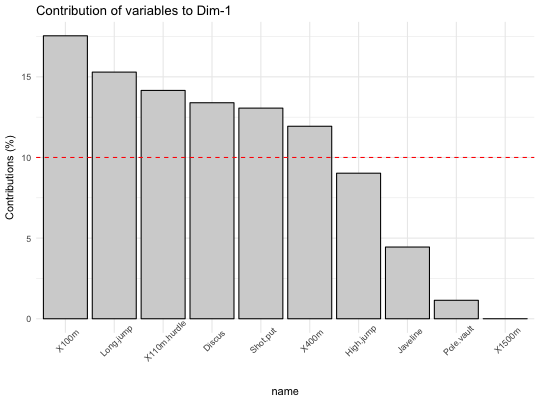 Contribution of variables to Dim-1
Contributions (%)
15
10
5
0
X100m
Long.jump
X110m.hurdle
Discus
Shot.put
X400m
High.jump
Javeline
Pole.vault
X1500m
name